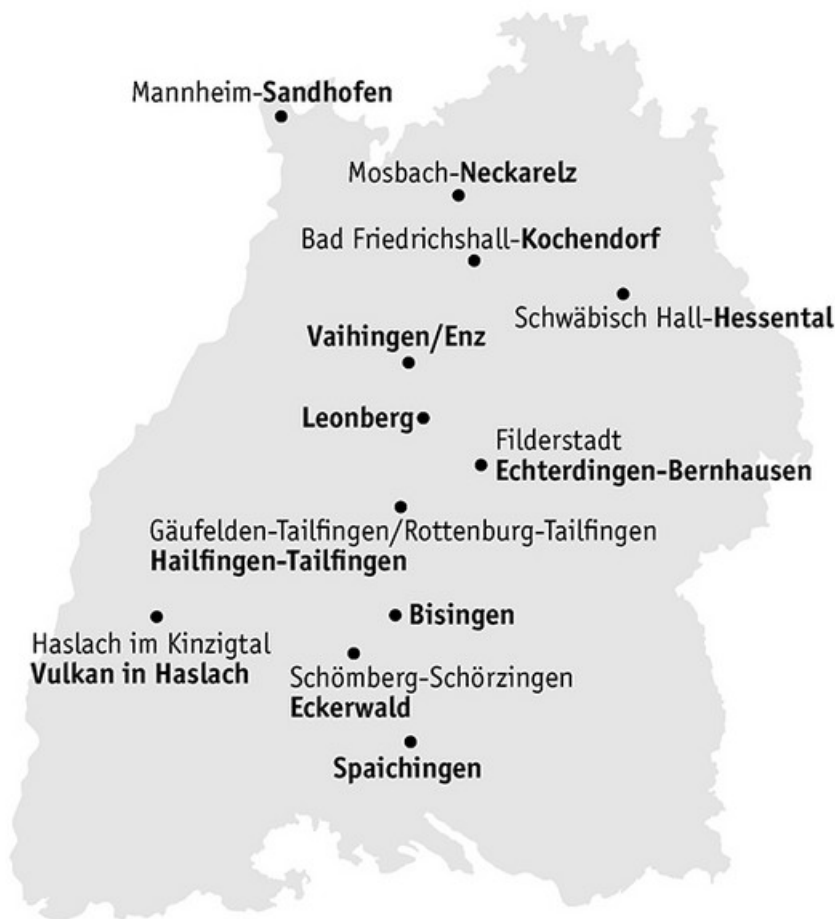 Mannheim-Sandhofen
Mosbach-Neckarelz
Bad Friedrichshall-Kochendorf
Schwäbisch Hall-Hessental
Vaihingen/Enz
Leonberg
Filderstadt
Echterdingen-Bernhausen
Gäufelden-Tailfingen/Rottenburg-Tailfingen
Hailfingen-Tailfingen
Bisingen
Haslach im Kinzigtal
Vulkan in Haslach
Schömberg-Schörzingen
Eckerwald
Spaichingen